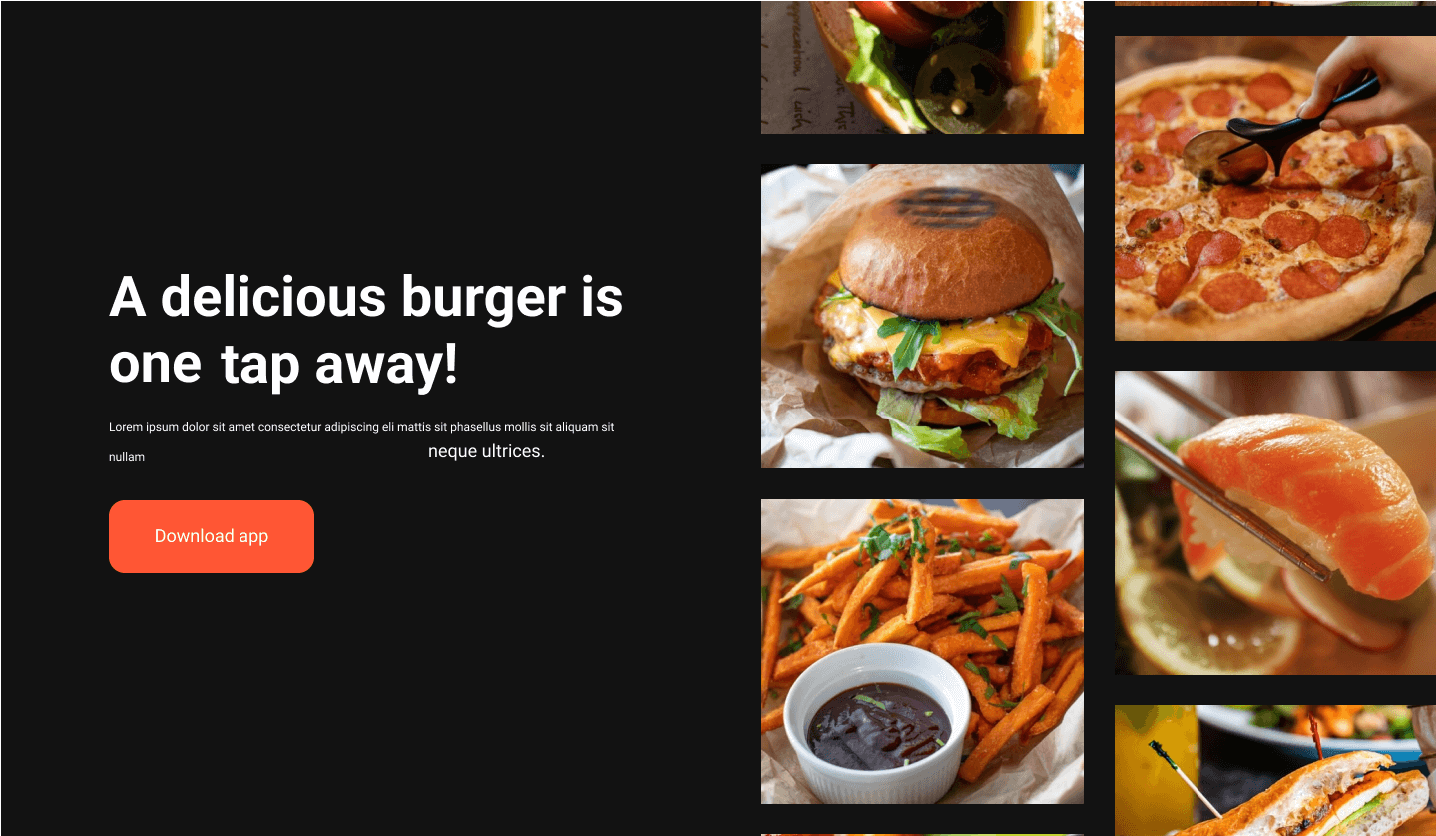 A delicious burger is
one tap away!
Lorem ipsum dolor sit amet consectetur adipiscing eli mattis sit phasellus mollis sit aliquam sit
nullam neque ultrices.
Download app